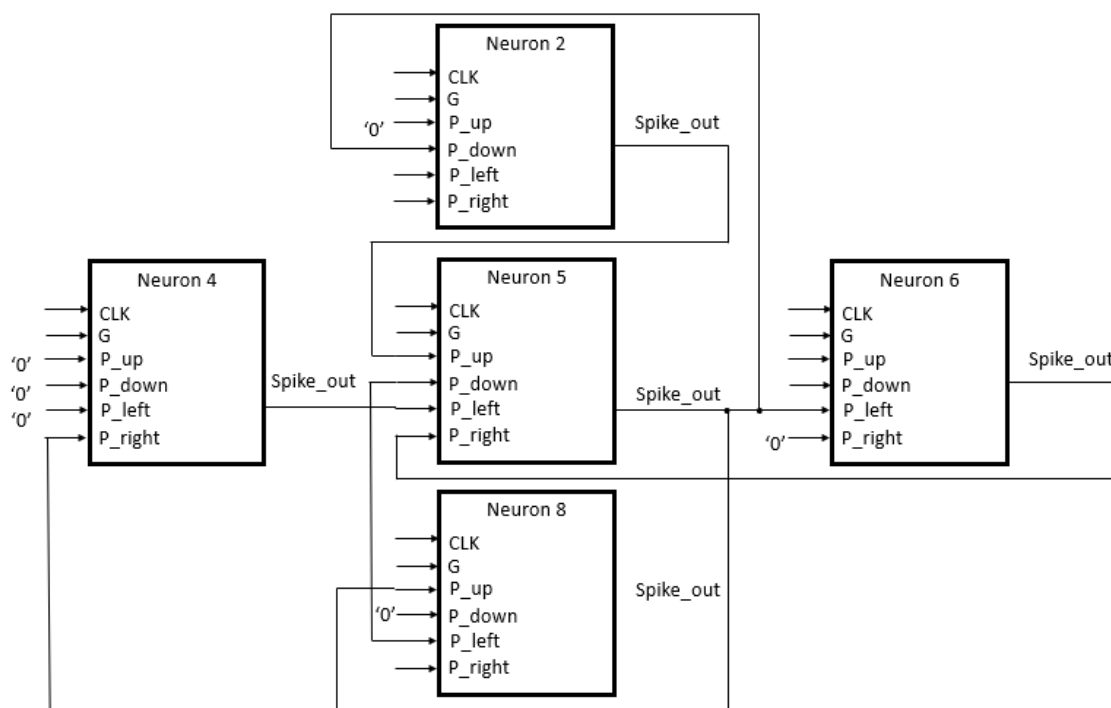 Neuron 2
CLK
G
P_up
‘0’
P_down
P_left
P_right
Spike_out
Neuron 4
CLK
G
P_up
‘0’
P_down
‘0’
P_left
‘0’
P_right
Spike_out
Neuron 5
CLK
G
P_up
P_down
P_left
P_right
Spike_out
Neuron 6
CLK
G
P_up
P_down
P_left
P_right
‘0’
Spike_out
Neuron 8
CLK
G
P_up
P_down
‘0’
P_left
P_right
Spike_out